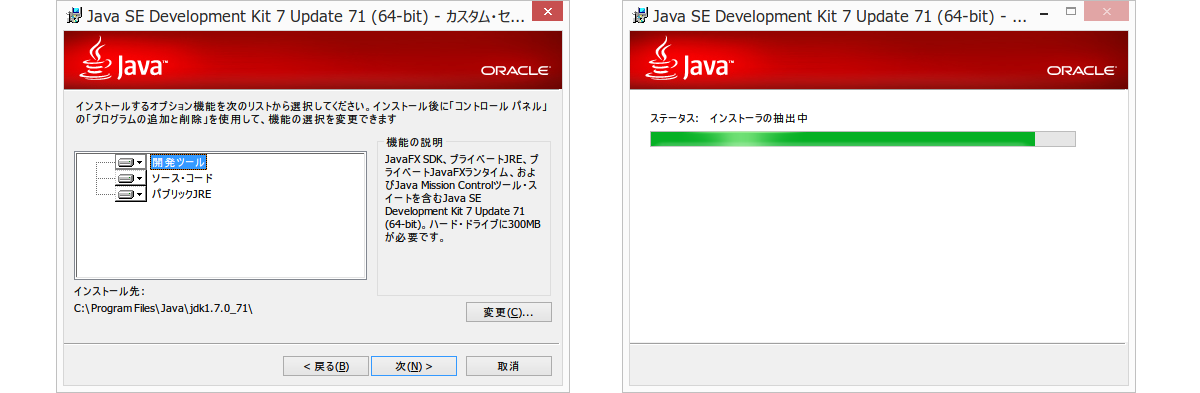 Java SE Development Kit 7 Update 71 (64-bit) - カスタム・セ...
Java™
ORACLE
インストールするオプション機能を次のリストから選択してください。インストール後に「コントロール パネル」
の「プログラムの追加と削除」を使用して、機能の選択を変更できます
開発ツール
ソース・コード
パブリックJRE
機能の説明
JavaFX SDK、プライベートJRE、プ
ライベートJavaFXランタイム、およ
びJava Mission Controlツール・ス
イートを含むJava SE
Development Kit 7 Update 71
(64-bit)。ハード・ドライブに300MB
が必要です。
インストール先:
C:\Program Files\Java\jdk1.7.0_71\
変更(C)...
< 戻る(B)
次(N) >
取消
Java SE Development Kit 7 Update 71 (64-bit) - ...
Java™
ORACLE
ステータス: インストーラの抽出中